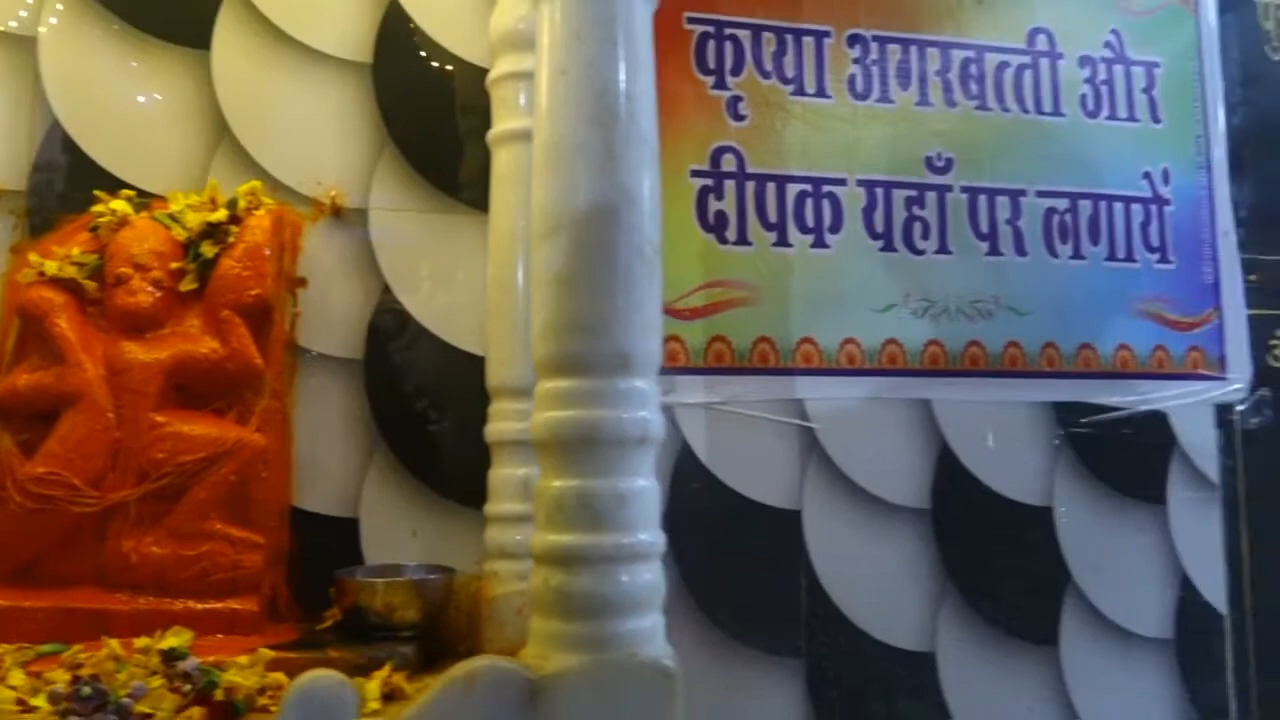 कृप्या अगरबत्ती और
दीपक यहाँ पर लगायें